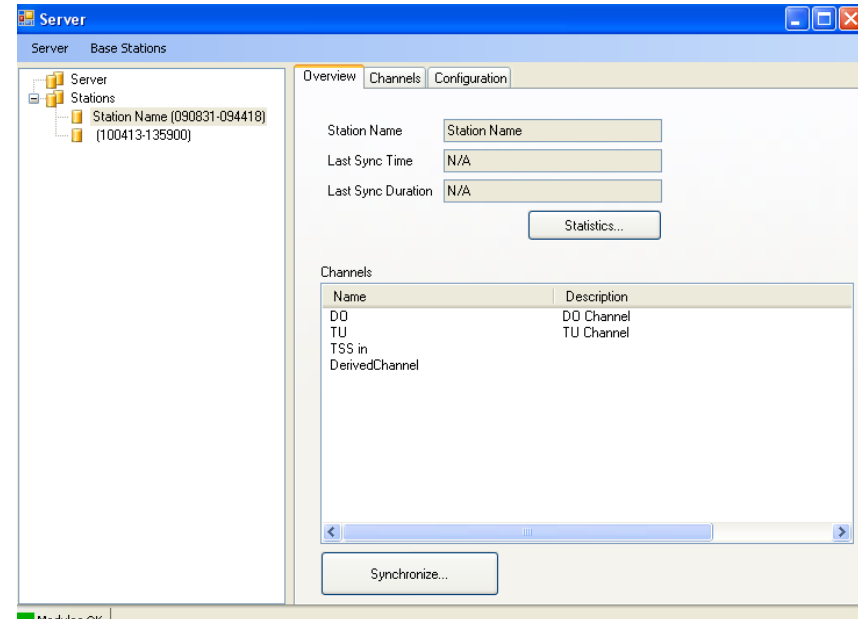 Server
Server Base Stations
Server
Stations
Station Name (090831-094418)
(100413-135900)
Overview Channels Configuration
Station Name Station Name
Last Sync Time N/A
Last Sync Duration N/A
Statistics...
Channels
Name Description
DO DO Channel
TU TU Channel
TSS in
DerivedChannel
Synchronize...